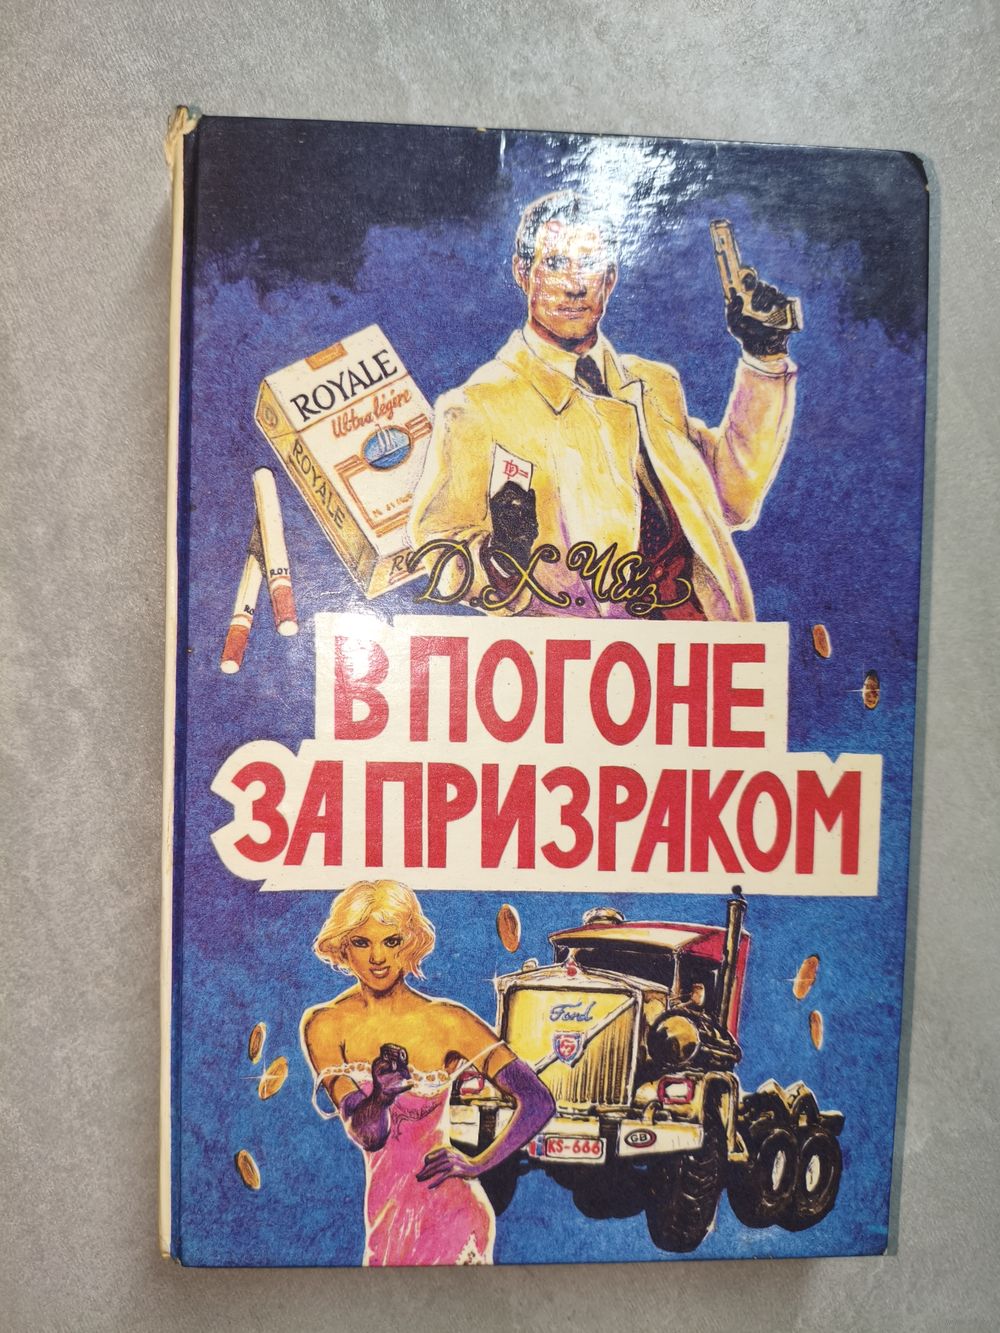 ROYALE
Ultra légère
ROYALE
Д.Х.Чейз
В ПОГОНЕ
ЗА ПРИЗРАКОМ
Ford
KS-666
GB